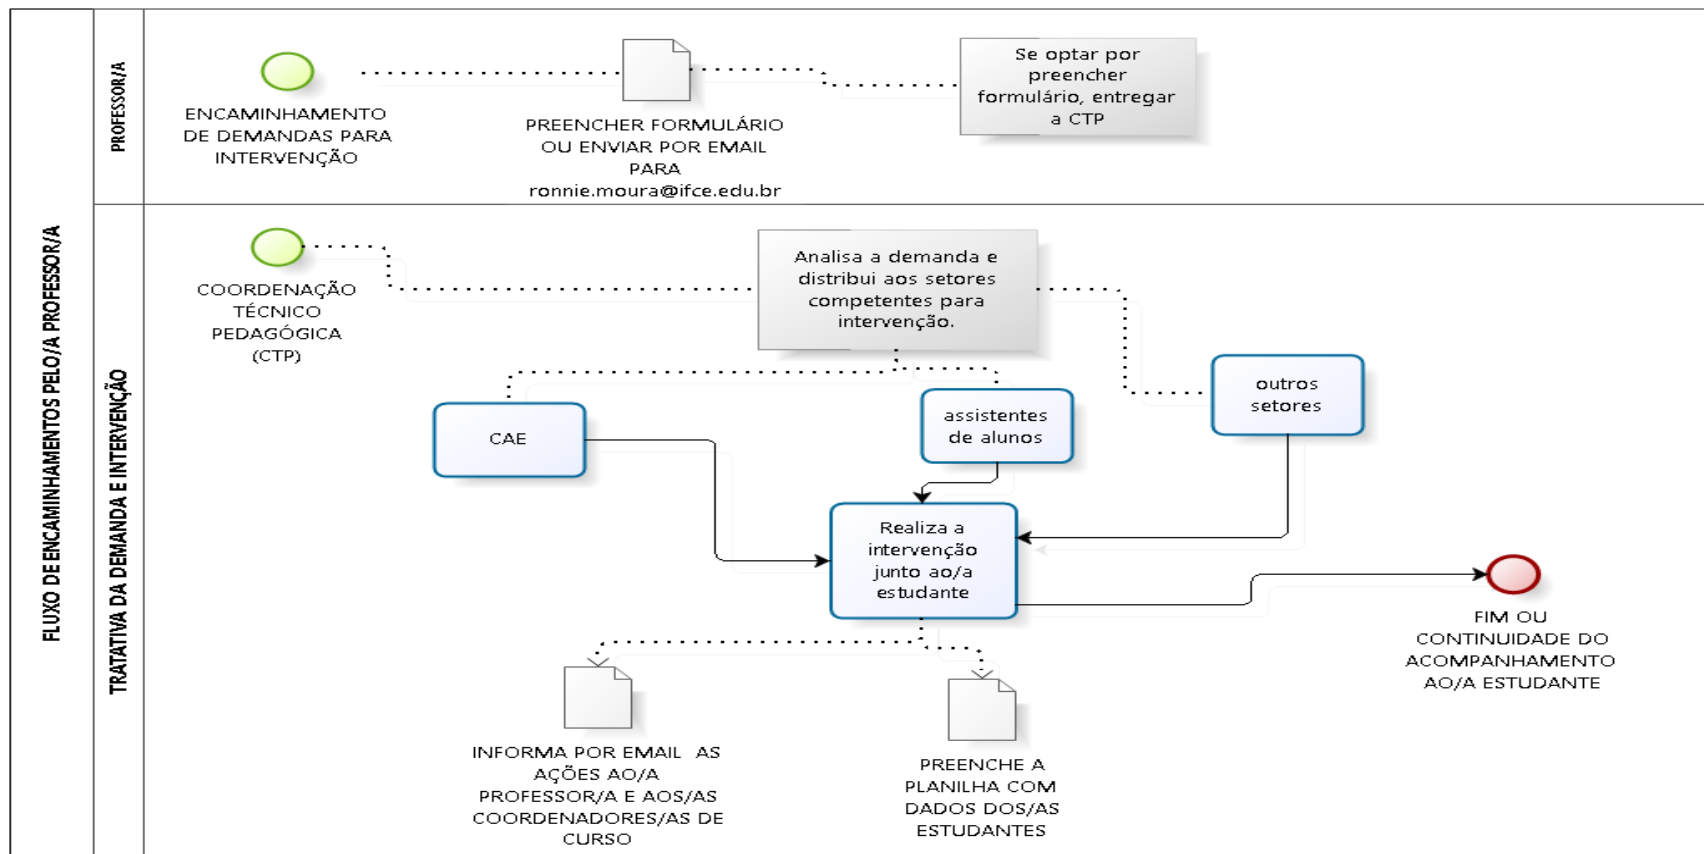 FLUXO DE ENCAMINHAMENTOS PELO/A PROFESSOR/A
PROFESSOR/A
ENCAMINHAMENTO
DE DEMANDAS PARA
INTERVENÇÃO
PREENCHER FORMULÁRIO
OU ENVIAR POR EMAIL
PARA
ronnie.moura@ifce.edu.br
Se optar por
preencher
formulário, entregar
a CTP
TRATATIVA DA DEMANDA E INTERVENÇÃO
COORDENAÇÃO
TÉCNICO
PEDAGÓGICA
(CTP)
Analisa a demanda e
distribui aos setores
competentes para
intervenção.
CAE
assistentes
de alunos
outros
setores
Realiza a
intervenção
junto ao/a
estudante
FIM OU
CONTINUIDADE DO
ACOMPANHAMENTO
AO/A ESTUDANTE
INFORMA POR EMAIL  AS
AÇÕES AO/A
PROFESSOR/A E AOS/AS
COORDENADORES/AS DE
CURSO
PREENCHE A
PLANILHA COM
DADOS DOS/AS
ESTUDANTES